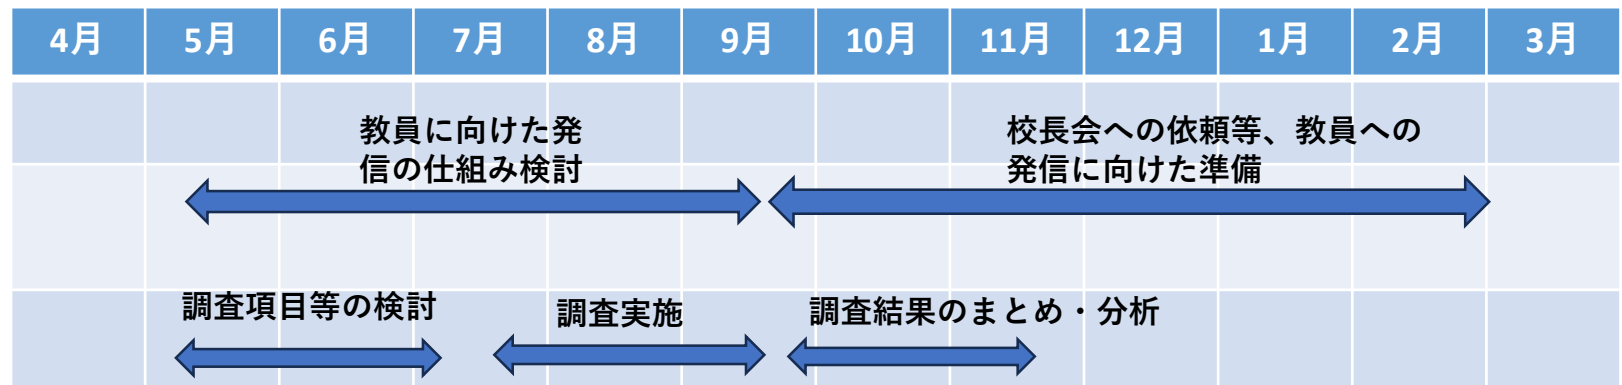 4月 5月 6月 7月 8月 9月 10月 11月 12月 1月 2月 3月
教員に向けた発
信の仕組み検討
校長会への依頼等、教員への
発信に向けた準備
調査項目等の検討
調査実施
調査結果のまとめ・分析